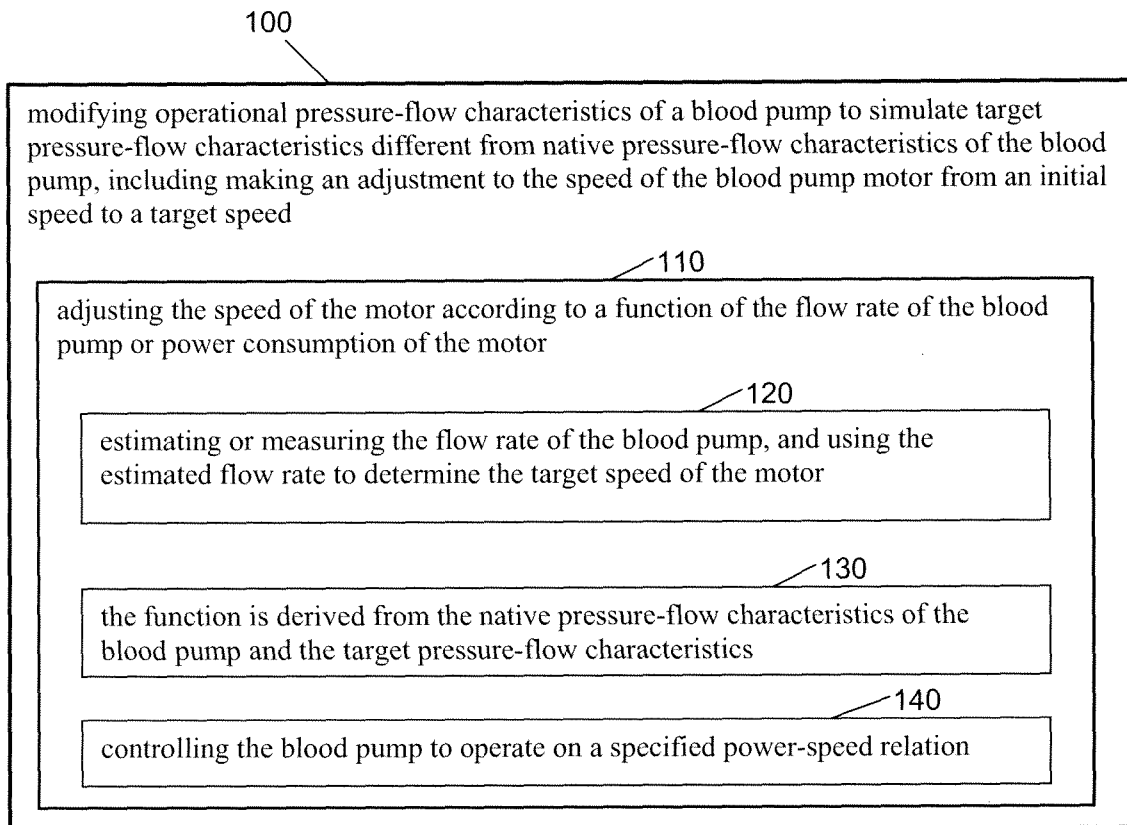 100
modifying operational pressure-flow characteristics of a blood pump to simulate target
pressure-flow characteristics different from native pressure-flow characteristics of the blood
pump, including making an adjustment to the speed of the blood pump motor from an initial
speed to a target speed
110
adjusting the speed of the motor according to a function of the flow rate of the blood
pump or power consumption of the motor
120
estimating or measuring the flow rate of the blood pump, and using the
estimated flow rate to determine the target speed of the motor
130
the function is derived from the native pressure-flow characteristics of the
blood pump and the target pressure-flow characteristics
140
controlling the blood pump to operate on a specified power-speed relation